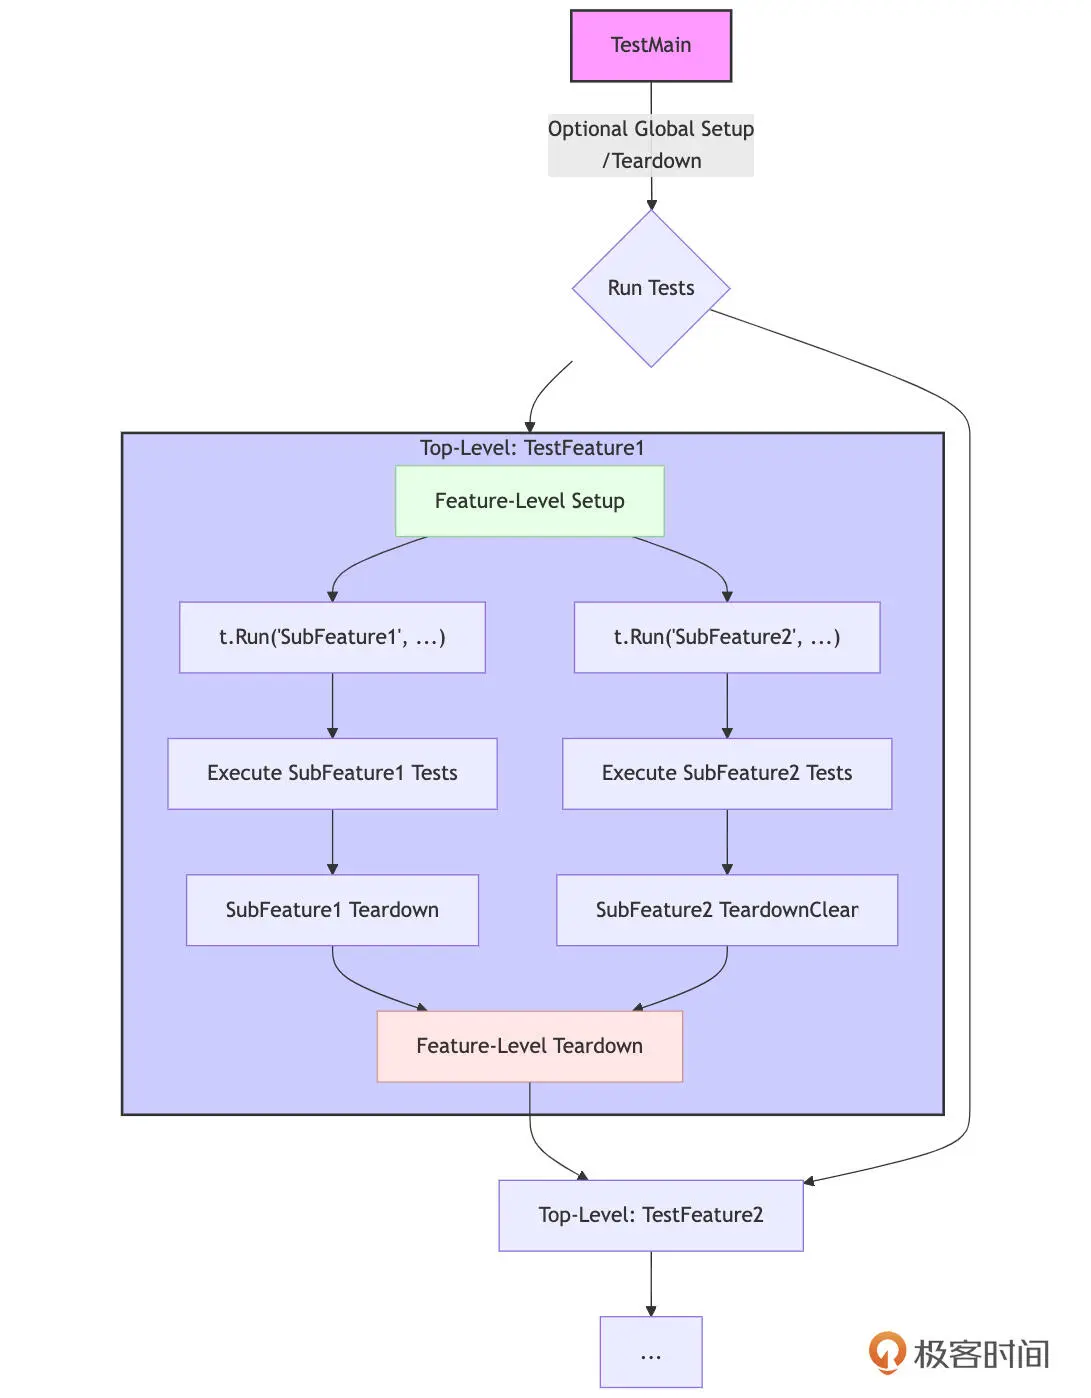 TestMain
Optional Global Setup
/Teardown
Run Tests
Top-Level: TestFeature1
Feature-Level Setup
t.Run('SubFeature1', ...)
t.Run('SubFeature2', ...)
Execute SubFeature1 Tests
Execute SubFeature2 Tests
SubFeature1 Teardown
SubFeature2 TeardownClear
Feature-Level Teardown
Top-Level: TestFeature2
...
极客时间